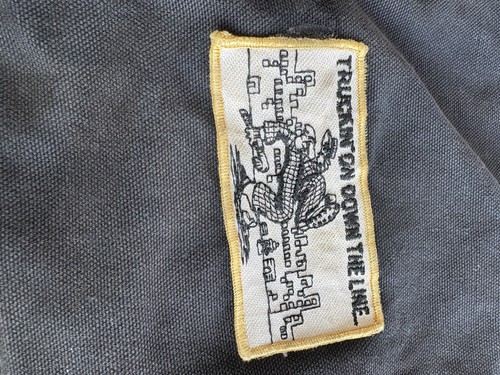 TRUCKIN' ON DOWN THE LINE...